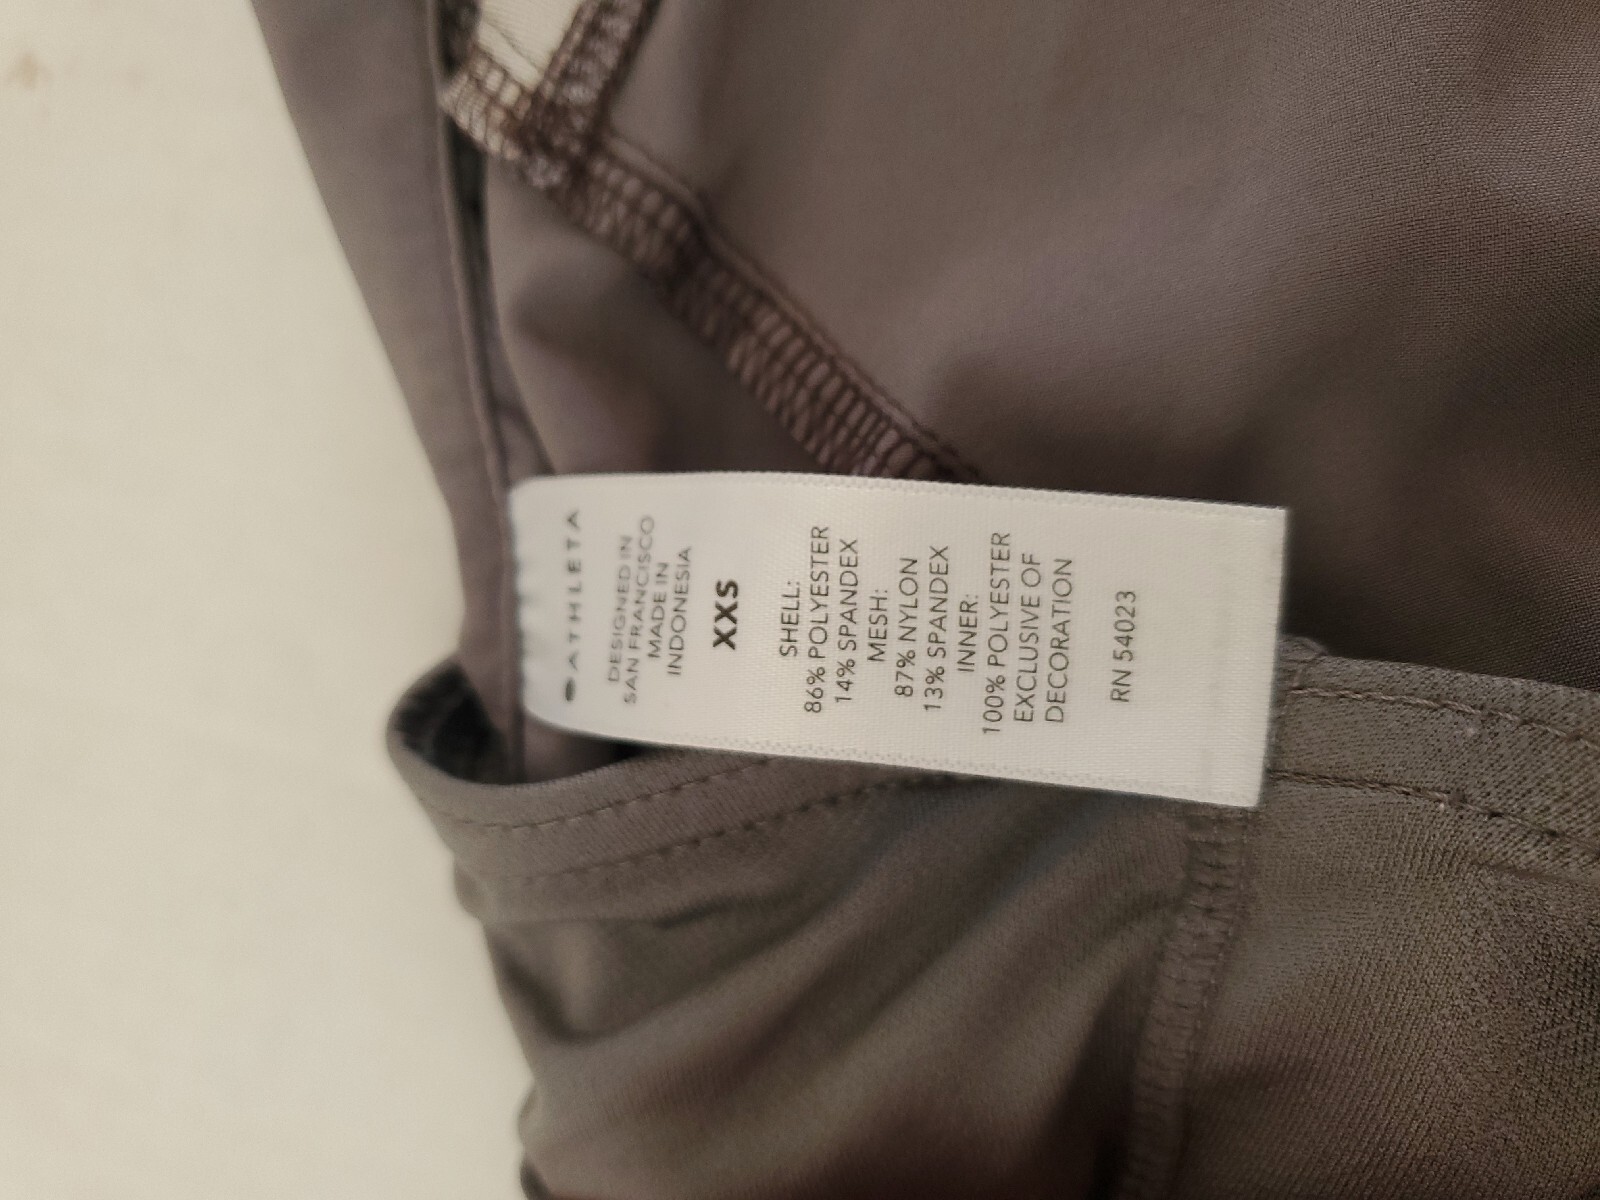 ATHLETA
DESIGNED IN
SAN FRANCISCO
MADE IN
INDONESIA
XXS
SHELL:
86% POLYESTER
14% SPANDEX
MESH:
87% NYLON
13% SPANDEX
INNER:
100% POLYESTER
EXCLUSIVE OF
DECORATION
RN 54023